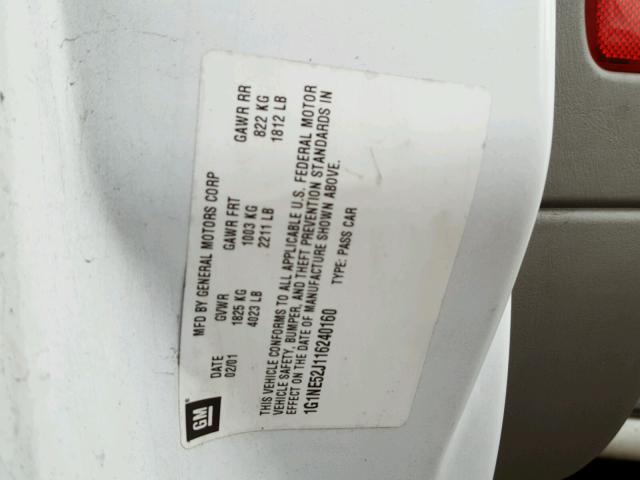 GM
MFD BY GENERAL MOTORS CORP
DATE GVWR GAWR FRT GAWR RR
02/01 1825 KG 1003 KG 822 KG
4023 LB 2211 LB 1812 LB
THIS VEHICLE CONFORMS TO ALL APPLICABLE U.S. FEDERAL MOTOR
VEHICLE SAFETY, BUMPER, AND THEFT PREVENTION STANDARDS IN
EFFECT ON THE DATE OF MANUFACTURE SHOWN ABOVE.
1G1NE52J116240160 TYPE: PASS CAR